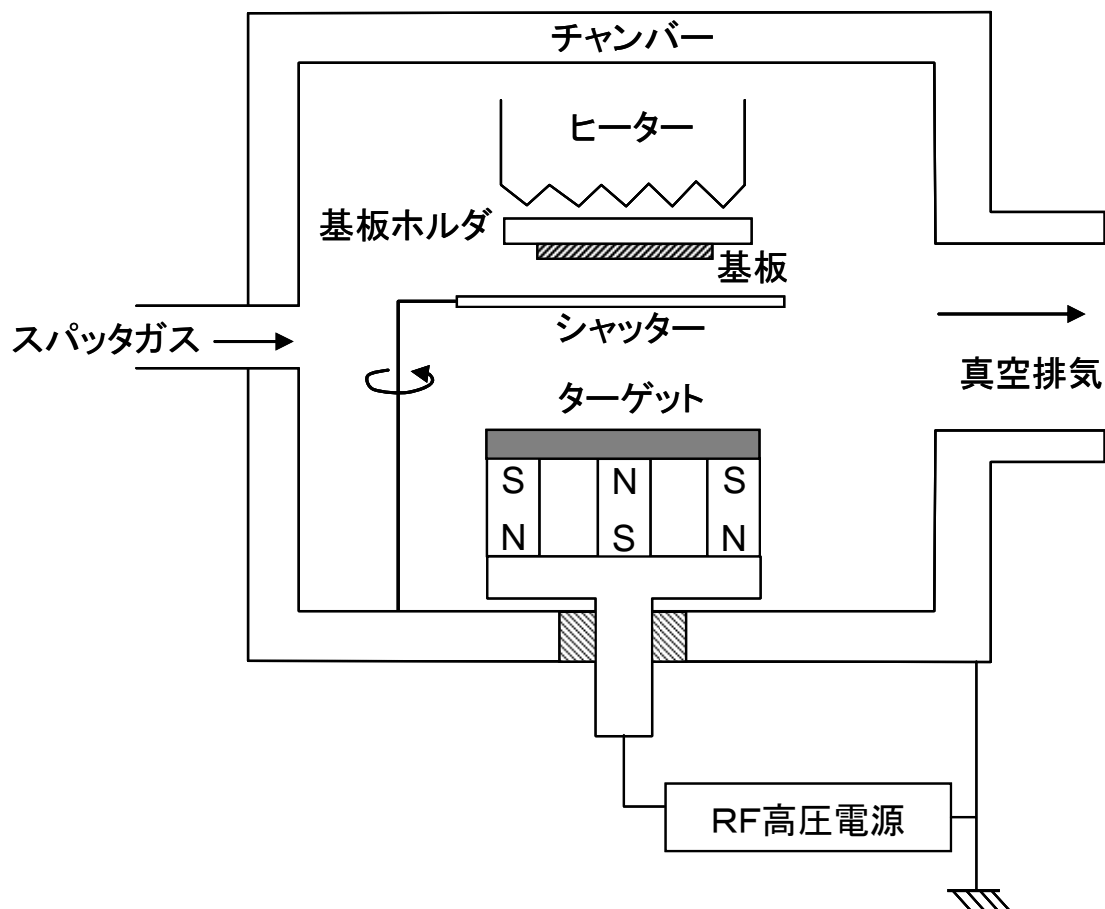 チャンバー
ヒーター
基板ホルダ
基板
シャッター
スパッタガス
真空排気
ターゲット
S N S
N S N
RF高圧電源